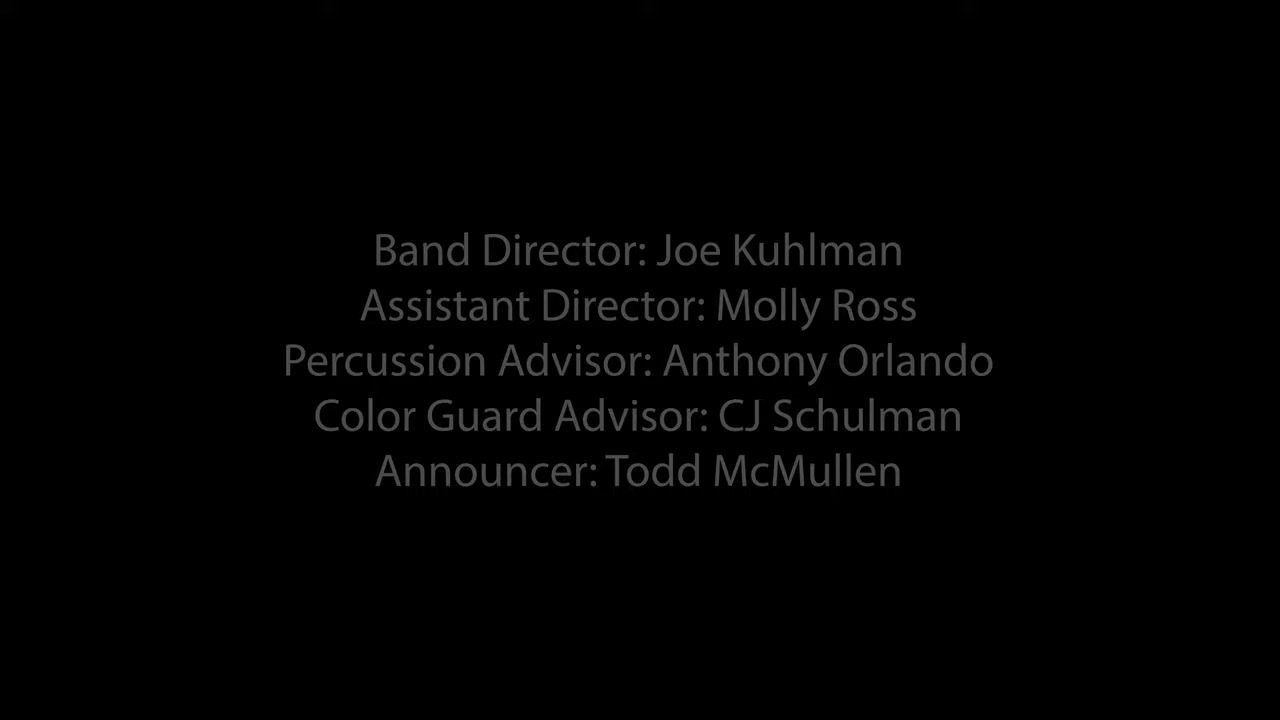 Band Director: Joe Kuhlman
Assistant Director: Molly Ross
Percussion Advisor: Anthony Orlando
Color Guard Advisor: CJ Schulman
Announcer: Todd McMullen